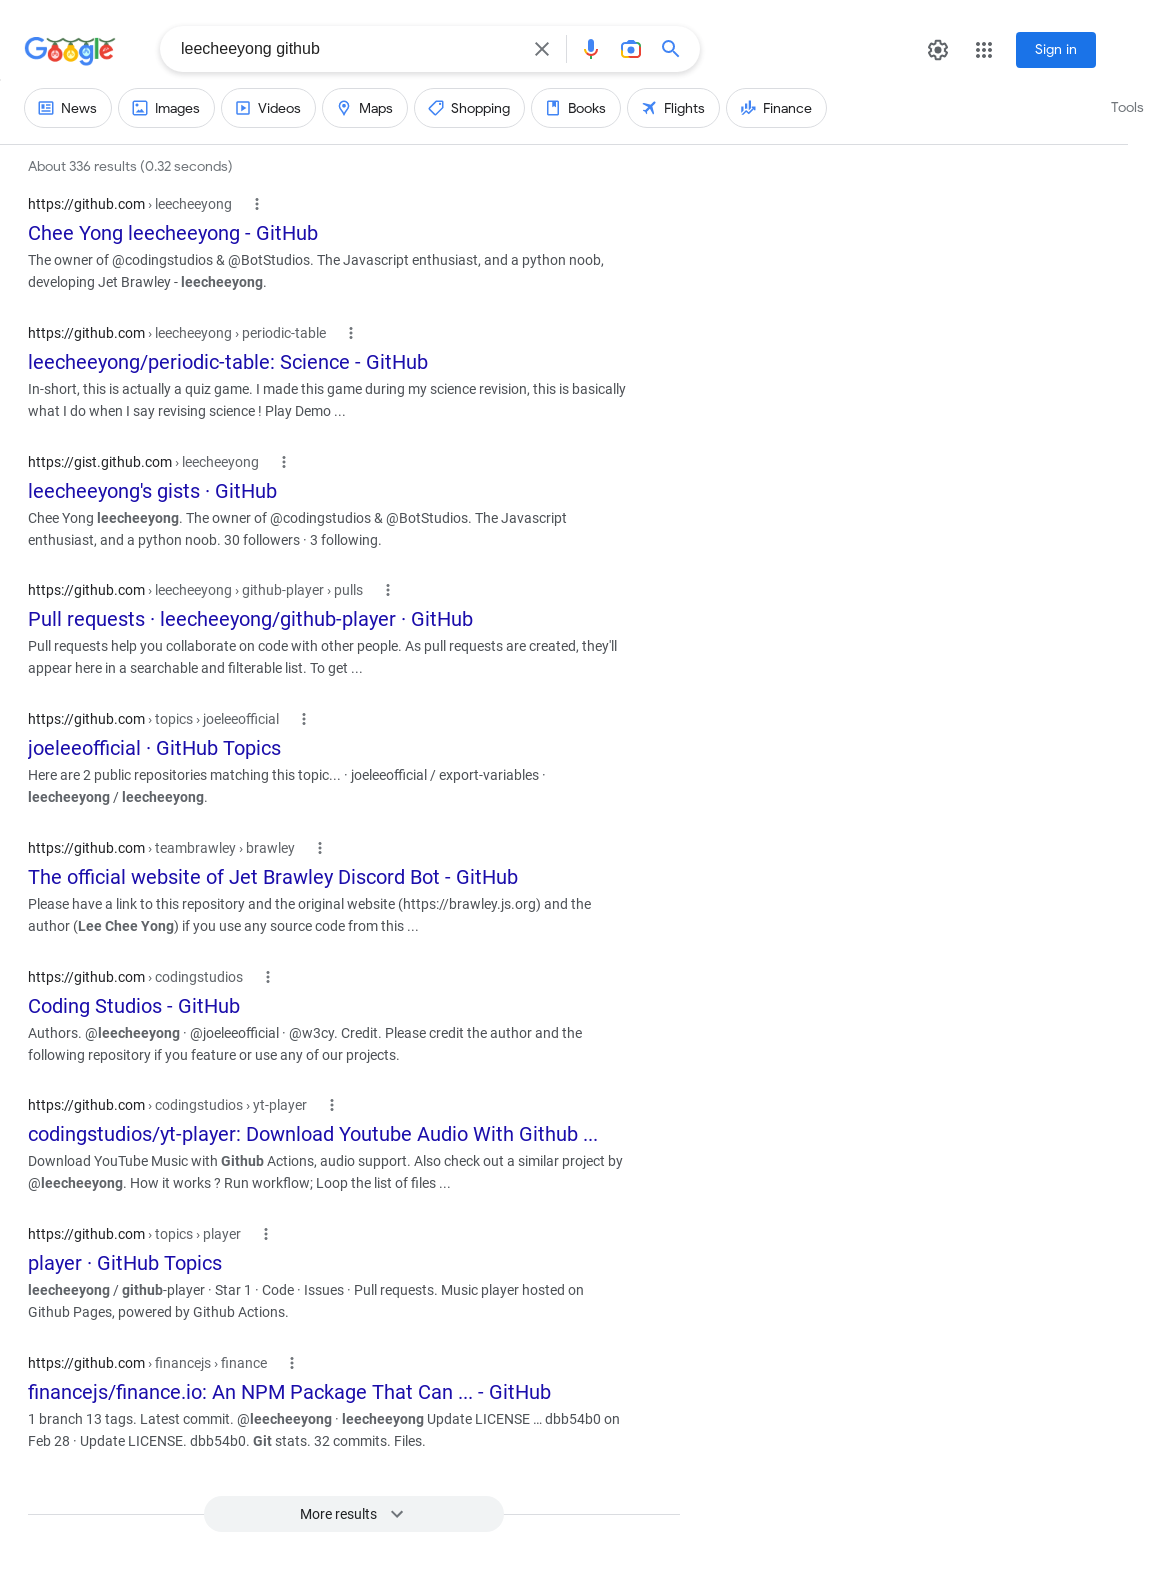 Google
leecheeyong github
Sign in
News Images Videos Maps Shopping Books Flights Finance Tools
About 336 results (0.32 seconds)
https://github.com › leecheeyong
Chee Yong leecheeyong - GitHub
The owner of @codingstudios & @BotStudios. The Javascript enthusiast, and a python noob,
developing Jet Brawley - leecheeyong.
https://github.com › leecheeyong › periodic-table
leecheeyong/periodic-table: Science - GitHub
In-short, this is actually a quiz game. I made this game during my science revision, this is basically
what I do when I say revising science ! Play Demo ...
https://gist.github.com › leecheeyong
leecheeyong's gists · GitHub
Chee Yong leecheeyong. The owner of @codingstudios & @BotStudios. The Javascript
enthusiast, and a python noob. 30 followers · 3 following.
https://github.com › leecheeyong › github-player › pulls
Pull requests · leecheeyong/github-player · GitHub
Pull requests help you collaborate on code with other people. As pull requests are created, they'll
appear here in a searchable and filterable list. To get ...
https://github.com › topics › joeleeofficial
joeleeofficial · GitHub Topics
Here are 2 public repositories matching this topic... · joeleeofficial / export-variables ·
leecheeyong / leecheeyong.
https://github.com › teambrawley › brawley
The official website of Jet Brawley Discord Bot - GitHub
Please have a link to this repository and the original website (https://brawley.js.org) and the
author (Lee Chee Yong) if you use any source code from this ...
https://github.com › codingstudios
Coding Studios - GitHub
Authors. @leecheeyong · @joeleeofficial · @w3cy. Credit. Please credit the author and the
following repository if you feature or use any of our projects.
https://github.com › codingstudios › yt-player
codingstudios/yt-player: Download Youtube Audio With Github ...
Download YouTube Music with Github Actions, audio support. Also check out a similar project by
@leecheeyong. How it works ? Run workflow; Loop the list of files ...
https://github.com › topics › player
player · GitHub Topics
leecheeyong / github-player · Star 1 · Code · Issues · Pull requests. Music player hosted on
Github Pages, powered by Github Actions.
https://github.com › financejs › finance
financejs/finance.io: An NPM Package That Can ... - GitHub
1 branch 13 tags. Latest commit. @leecheeyong · leecheeyong Update LICENSE … dbb54b0 on
Feb 28 · Update LICENSE. dbb54b0. Git stats. 32 commits. Files.
More results